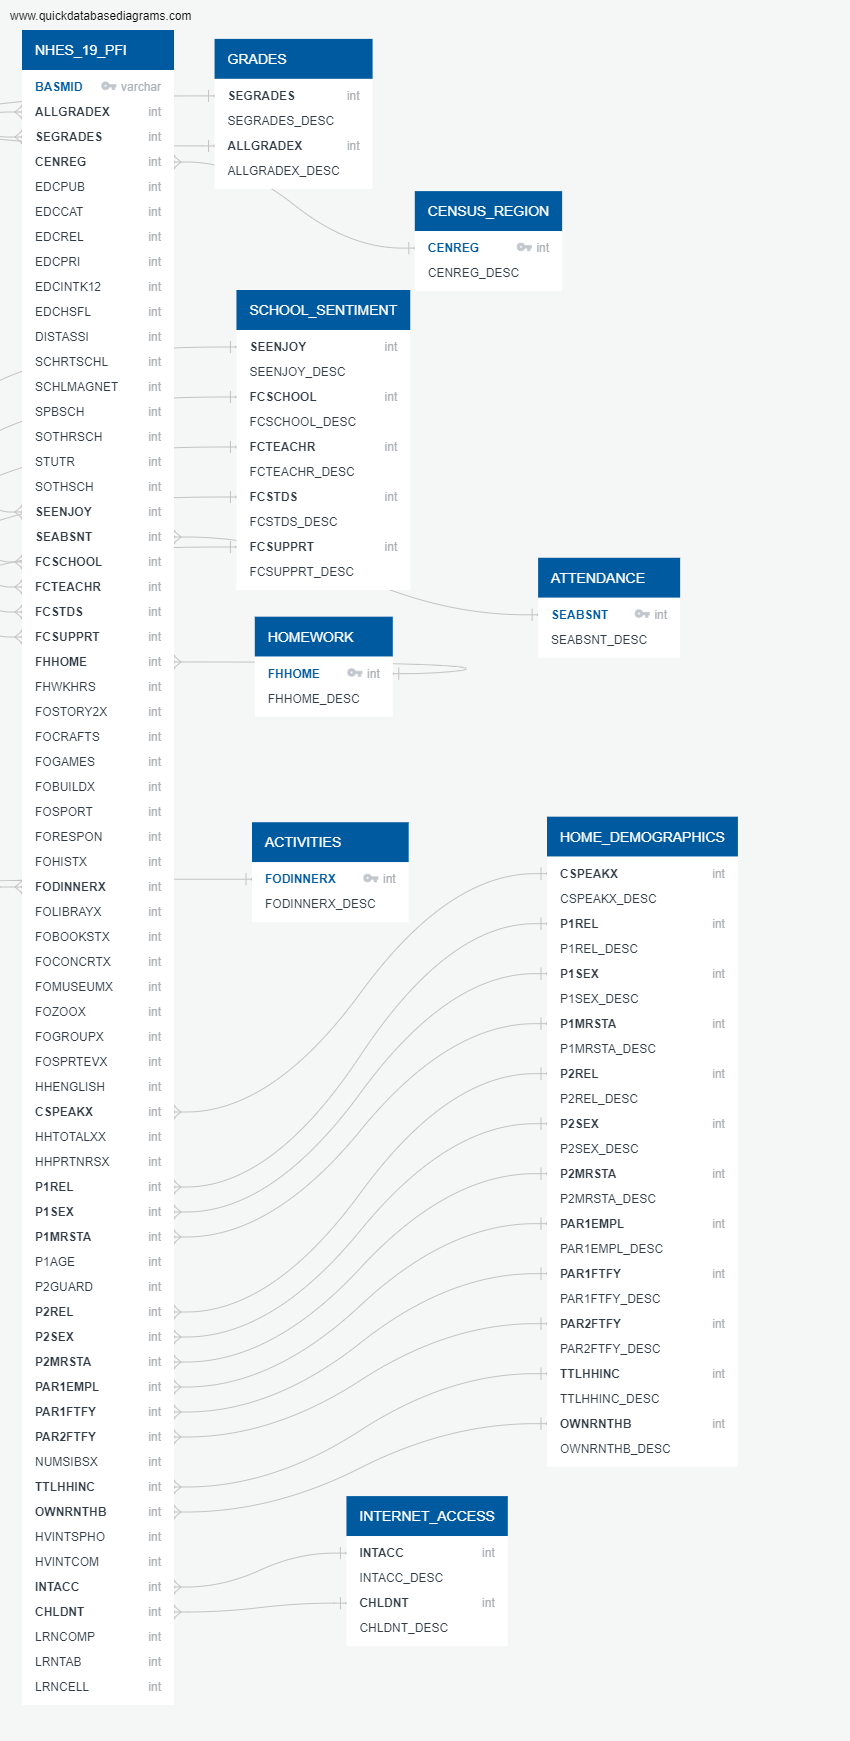 www.quickdatabasediagrams.com
NHES_19_PFI
BASMID varchar
ALLGRADEX int
SEGRADES int
CENREG int
EDCPUB int
EDCCAT int
EDCREL int
EDCPRI int
EDCINTK12 int
EDCHSFL int
DISTASSI int
SCHRTSCHL int
SCHLMAGNET int
SPBSCH int
SOTHRSCH int
STUTR int
SOTHSCH int
SEENJOY int
SEABSNT int
FCSCHOOL int
FCTEACHR int
FCSTDS int
FCSUPPRT int
FHHOME int
FHWKHRS int
FOSTORY2X int
FOCRAFTS int
FOGAMES int
FOBUILDX int
FOSPORT int
FORESPON int
FOHISTX int
FODINNERX int
FOLIBRAYX int
FOBOOKSTX int
FOCONCRTX int
FOMUSEUMX int
FOZOOX int
FOGROUPX int
FOSPRTEVX int
HHENGLISH int
CSPEAKX int
HHTOTALXX int
HHPRTNRSX int
P1REL int
P1SEX int
P1MRSTA int
P1AGE int
P2GUARD int
P2REL int
P2SEX int
P2MRSTA int
PAR1EMPL int
PAR1FTFY int
PAR2FTFY int
NUMSIBSX int
TTLHHINC int
OWNRNTHB int
HVINTSPHO int
HVINTCOM int
INTACC int
CHLDNT int
LRNCOMP int
LRNTAB int
LRNCELL int
GRADES
SEGRADES int
SEGRADES_DESC
ALLGRADEX int
ALLGRADEX_DESC
CENSUS_REGION
CENREG int
CENREG_DESC
SCHOOL_SENTIMENT
SEENJOY int
SEENJOY_DESC
FCSCHOOL int
FCSCHOOL_DESC
FCTEACHR int
FCTEACHR_DESC
FCSTDS int
FCSTDS_DESC
FCSUPPRT int
FCSUPPRT_DESC
ATTENDANCE
SEABSNT int
SEABSNT_DESC
HOMEWORK
FHHOME int
FHHOME_DESC
ACTIVITIES
FODINNERX int
FODINNERX_DESC
HOME_DEMOGRAPHICS
CSPEAKX int
CSPEAKX_DESC
P1REL int
P1REL_DESC
P1SEX int
P1SEX_DESC
P1MRSTA int
P1MRSTA_DESC
P2REL int
P2REL_DESC
P2SEX int
P2SEX_DESC
P2MRSTA int
P2MRSTA_DESC
PAR1EMPL int
PAR1EMPL_DESC
PAR1FTFY int
PAR1FTFY_DESC
PAR2FTFY int
PAR2FTFY_DESC
TTLHHINC int
TTLHHINC_DESC
OWNRNTHB int
OWNRNTHB_DESC
INTERNET_ACCESS
INTACC int
INTACC_DESC
CHLDNT int
CHLDNT_DESC